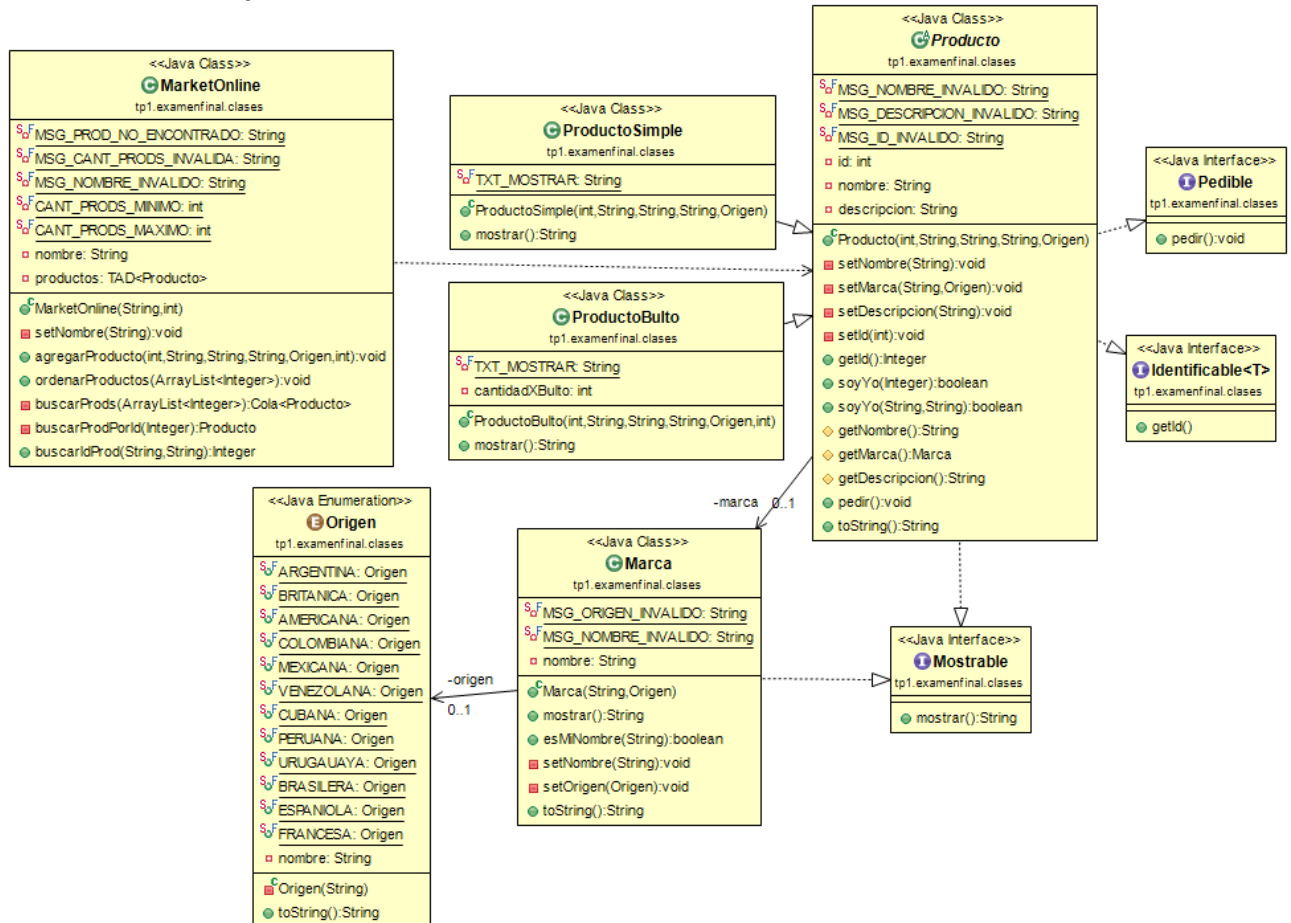 <<Java Class>>
MarketOnline
tp1.examenfinal.clases
MSG_PROD_NO_ENCONTRADO: String
MSG_CANT_PRODS_INVALIDA: String
MSG_NOMBRE_INVALIDO: String
CANT_PRODS_MINIMO: int
CANT_PRODS_MAXIMO: int
nombre: String
productos: TAD<Producto>
MarketOnline(String,int)
setNombre(String):void
agregarProducto(int,String,String,String,Origen,int):void
ordenarProductos(ArrayList<Integer>):void
buscarProds(ArrayList<Integer>):Cola<Producto>
buscarProdPorId(Integer):Producto
buscarIdProd(String,String):Integer
<<Java Class>>
ProductoSimple
tp1.examenfinal.clases
TXT_MOSTRAR: String
ProductoSimple(int,String,String,String,Origen)
mostrar():String
<<Java Class>>
ProductoBulto
tp1.examenfinal.clases
TXT_MOSTRAR: String
cantidadXBulto: int
ProductoBulto(int,String,String,String,Origen,int)
mostrar():String
<<Java Class>>
Producto
tp1.examenfinal.clases
MSG_NOMBRE_INVALIDO: String
MSG_DESCRIPCION_INVALIDO: String
MSG_ID_INVALIDO: String
id: int
nombre: String
descripcion: String
Producto(int,String,String,String,Origen)
setNombre(String):void
setMarca(String,Origen):void
setDescripcion(String):void
setId(int):void
getId():Integer
soyYo(Integer):boolean
soyYo(String,String):boolean
getNombre():String
getMarca():Marca
getDescripcion():String
pedir():void
toString():String
<<Java Interface>>
Pedible
tp1.examenfinal.clases
pedir():void
<<Java Interface>>
Identificable<T>
tp1.examenfinal.clases
getId()
-marca 0..1
<<Java Enumeration>>
Origen
tp1.examenfinal.clases
ARGENTINA: Origen
BRITANICA: Origen
AMERICANA: Origen
COLOMBIANA: Origen
MEXICANA: Origen
VENEZOLANA: Origen
CUBANA: Origen
PERUANA: Origen
URUGAUAYA: Origen
BRASILERA: Origen
ESPANIOLA: Origen
FRANCESA: Origen
nombre: String
Origen(String)
toString():String
-origen
0..1
<<Java Class>>
Marca
tp1.examenfinal.clases
MSG_ORIGEN_INVALIDO: String
MSG_NOMBRE_INVALIDO: String
nombre: String
Marca(String,Origen)
mostrar():String
esMiNombre(String):boolean
setNombre(String):void
setOrigen(Origen):void
toString():String
<<Java Interface>>
Mostrable
tp1.examenfinal.clases
mostrar():String